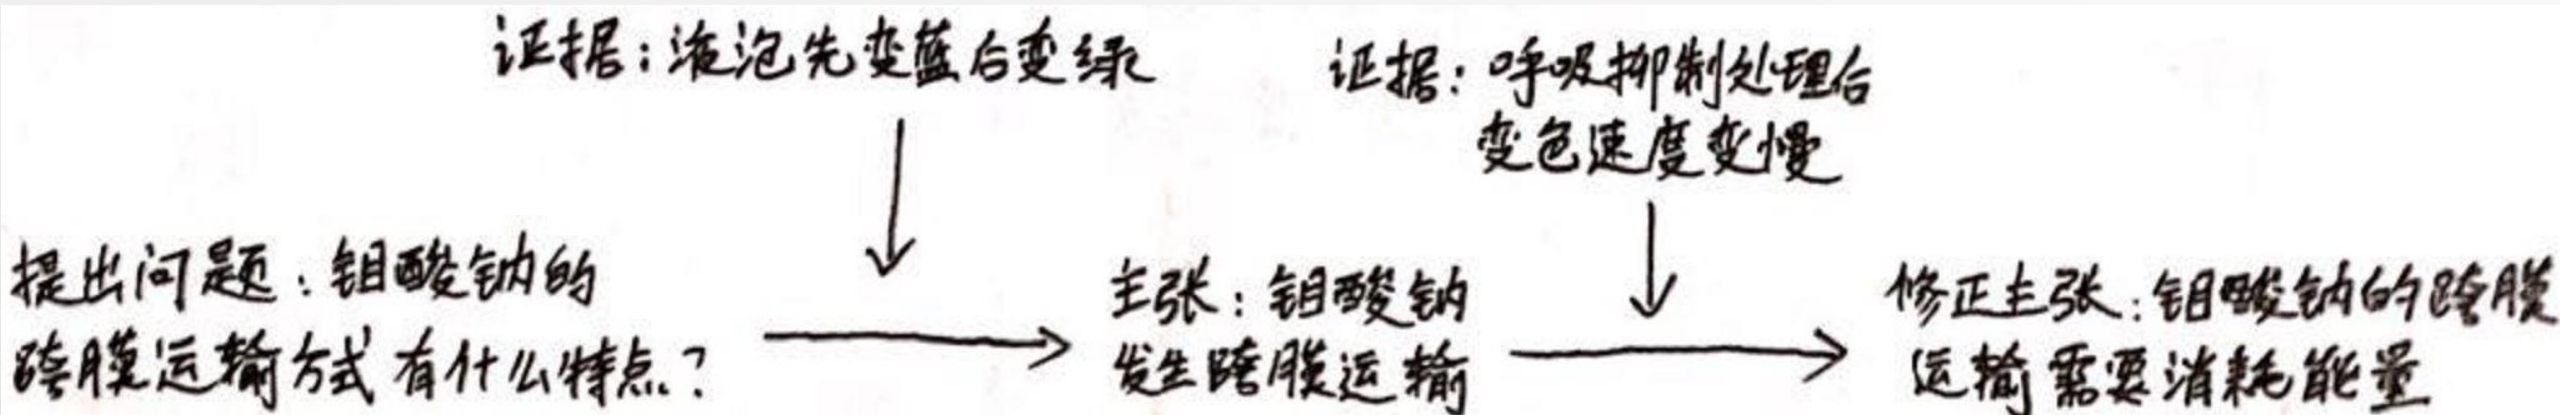 证据：液泡先变蓝后变绿
证据：呼吸抑制处理后
变色速度变慢
提出问题：钼酸钠的
跨膜运输方式有什么特点？
主张：钼酸钠
发生跨膜运输
修正主张：钼酸钠的跨膜
运输需要消耗能量